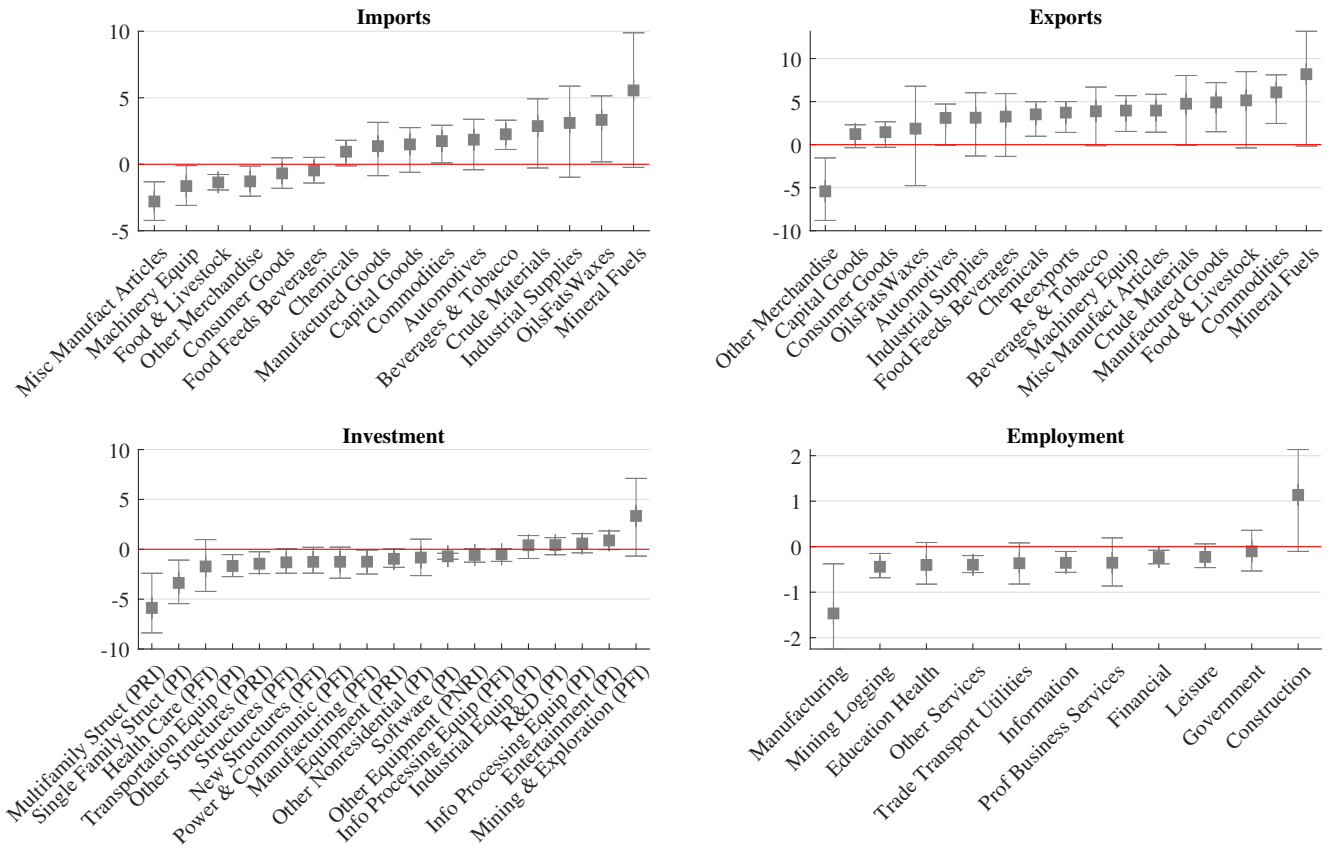 Imports
10
5
0
-5
Misc Manufact Articles
Machinery Equip
Food & Livestock
Other Merchandise
Consumer Goods
Food Feeds Beverages
Chemicals
Manufactured Goods
Capital Goods
Commodities
Automotives
Beverages & Tobacco
Crude Materials
Industrial Supplies
OilsFatsWaxes
Mineral Fuels
Exports
10
5
0
-5
-10
Other Merchandise
Capital Goods
Consumer Goods
OilsFatsWaxes
Automotives
Industrial Supplies
Food Feeds Beverages
Chemicals
Reexports
Beverages & Tobacco
Machinery Equip
Misc Manufact Articles
Crude Materials
Manufactured Goods
Food & Livestock
Commodities
Mineral Fuels
Investment
10
5
0
-5
-10
Multifamily Struct (PRI)
Single Family Struct (PI)
Health Care (PFI)
Transportation Equip (PI)
Other Structures (PRI)
Structures (PFI)
New Structures (PFI)
Power & Communic (PFI)
Manufacturing (PFI)
Equipment (PRI)
Other Nonresidential (PI)
Software (PI)
Other Equipment (PNRI)
Info Processing Equip (PFI)
Industrial Equip (PI)
R&D (PI)
Info Processing Equip (PI)
Entertainment (PI)
Mining & Exploration (PFI)
Employment
2
1
0
-1
-2
Manufacturing
Mining Logging
Education Health
Other Services
Trade Transport Utilities
Information
Prof Business Services
Financial
Leisure
Government
Construction